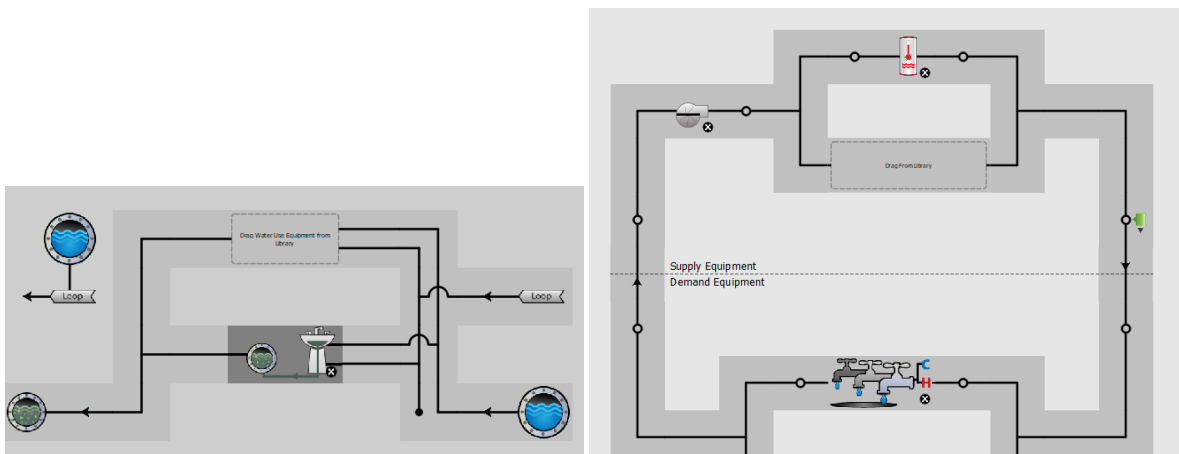 Drag Water Use Equipment from
Library
Loop
Loop
Drag From Library
Supply Equipment
Demand Equipment
C
H